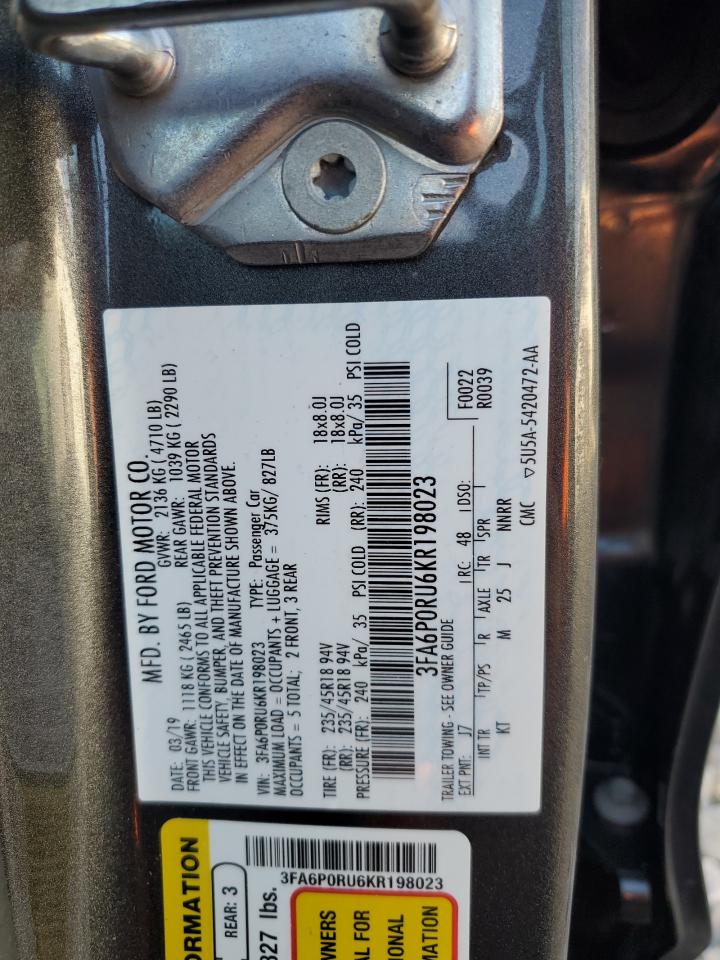 MFD. BY FORD MOTOR CO.
DATE: 03/19 GVWR: 2136 KG ( 4710 LB)
FRONT GAWR: 1118 KG ( 2465 LB) REAR GAWR: 1039 KG ( 2290 LB)
THIS VEHICLE CONFORMS TO ALL APPLICABLE FEDERAL MOTOR
VEHICLE SAFETY, BUMPER, AND THEFT PREVENTION STANDARDS
IN EFFECT ON THE DATE OF MANUFACTURE SHOWN ABOVE.
VIN: 3FA6P0RU6KR198023 TYPE: Passenger Car
MAXIMUM LOAD = OCCUPANTS + LUGGAGE = 375KG/ 827LB
OCCUPANTS = 5 TOTAL; 2 FRONT, 3 REAR
TIRE (FR): 235/45R18 94V RIMS (FR): 18x8.0J
(RR): 235/45R18 94V (RR): 18x8.0J
PRESSURE (FR): 240 kPa/ 35 PSI COLD (RR): 240 kPa/ 35 PSI COLD
3FA6P0RU6KR198023
TRAILER TOWING - SEE OWNER GUIDE F0022
EXT PNT: J7 RC: 48 DSO: R0039
INT TR TP/PS R AXLE TR SPR
KT M 25 J NNRR
CMC ▽5U5A-5420472-AA
ORMATION
REAR: 3
327 lbs.
3FA6P0RU6KR198023
WNERS
AL FOR
IONAL
MATION